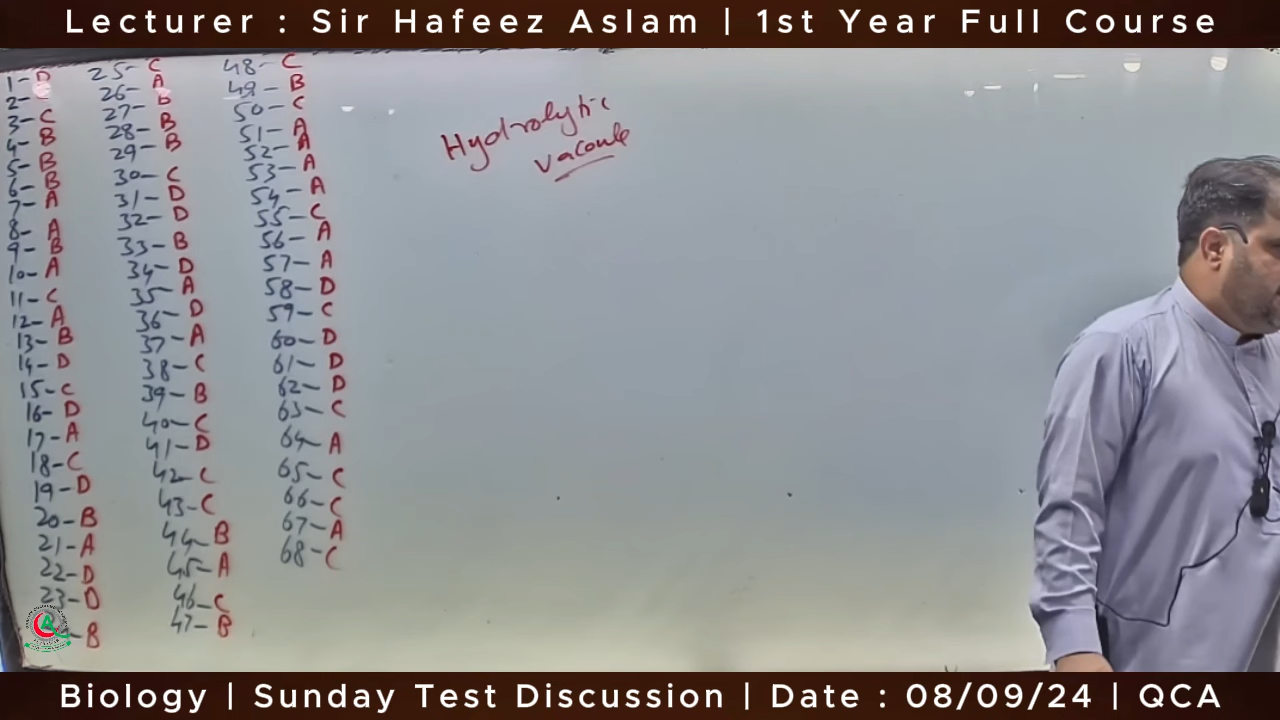 Lecturer : Sir Hafeez Aslam | 1st Year Full Course
1- D
2-
3- C
4- B
5- B
6- B
7- A
8- A
9- B
10- A
11- C
12- A
13- B
14- D
15- C
16- D
17- A
18- C
19- D
20- B
21- A
22- D
23- D
B
25- C
26- A
27-
28- B
29- B
30- C
31- D
32- D
33- B
34- D
35- A
36- D
37- A
38- C
39- B
40- C
41- D
42- C
43- C
44- B
45- A
46- C
47- B
48- C
49- B
50- C
51- A
52- A
53- A
54- A
55- C
56- A
57- A
58- D
59- C
60- D
61- D
62- D
63- C
64- A
65- C
66- C
67- A
68- C
Hydrolytic
vacoule
Biology | Sunday Test Discussion | Date : 08/09/24 | QCA